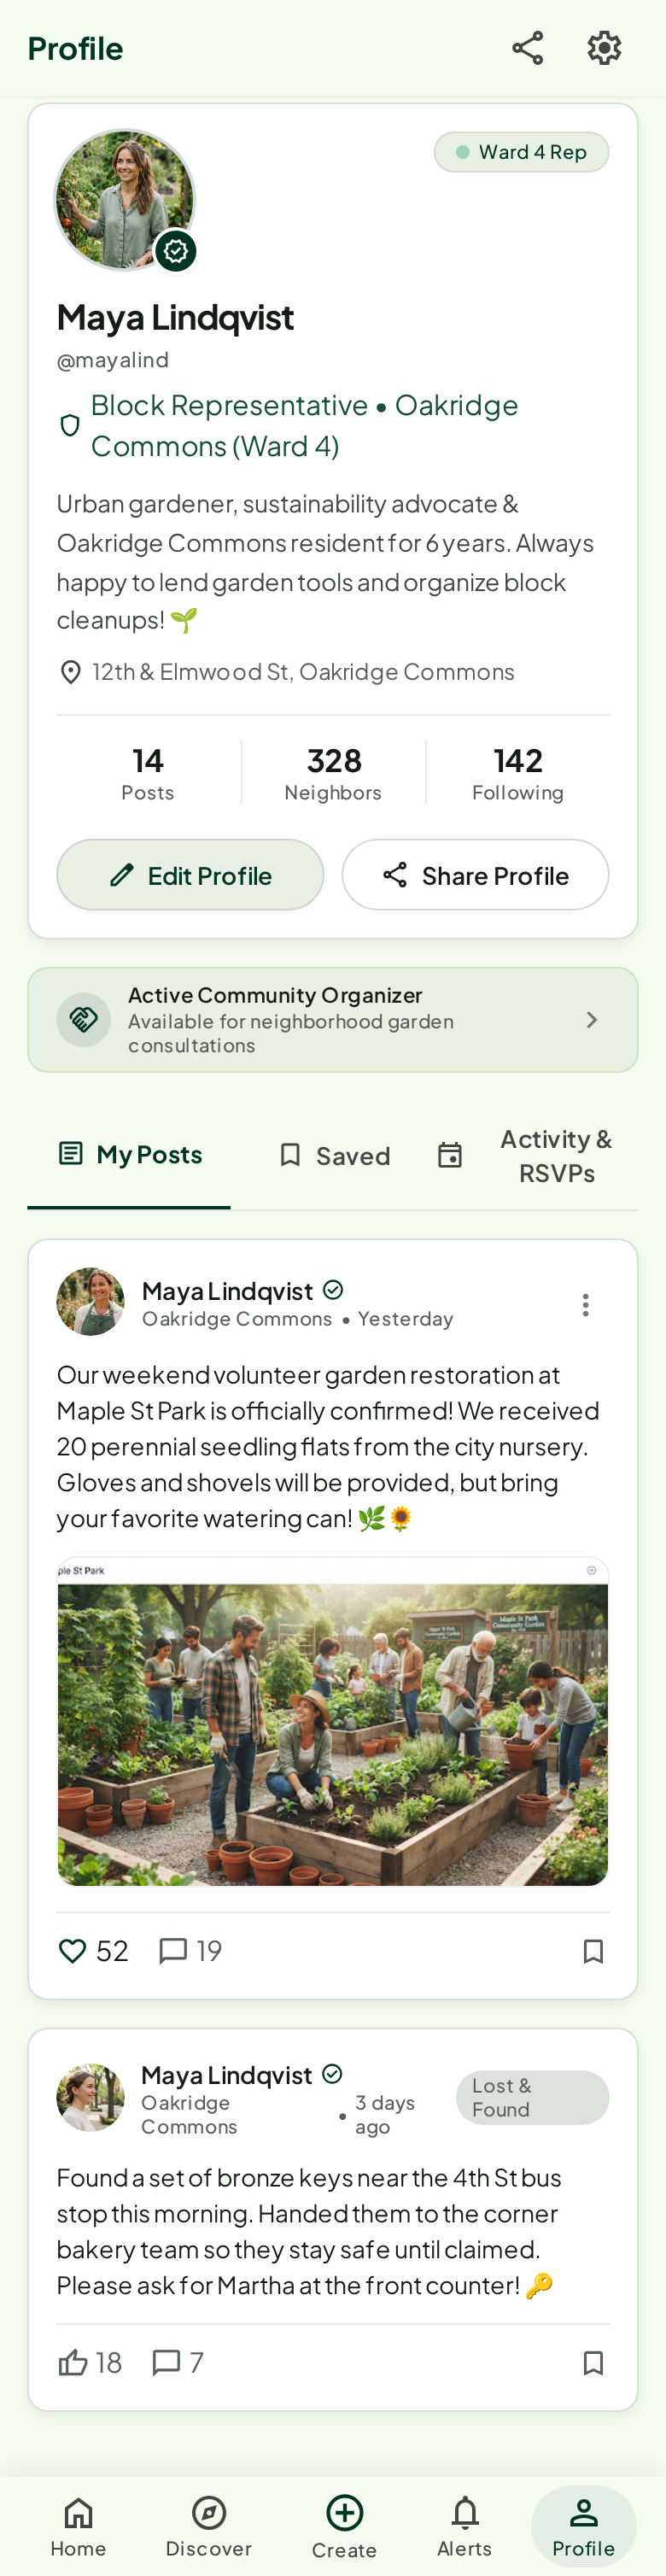 Profile
Ward 4 Rep
Maya Lindqvist
@mayalind
Block Representative • Oakridge
Commons (Ward 4)
Urban gardener, sustainability advocate &
Oakridge Commons resident for 6 years. Always
happy to lend garden tools and organize block
cleanups! 🌱
12th & Elmwood St, Oakridge Commons
14
Posts
328
Neighbors
142
Following
Edit Profile
Share Profile
Active Community Organizer
Available for neighborhood garden
consultations
My Posts
Saved
Activity &
RSVPs
Maya Lindqvist
Oakridge Commons • Yesterday
Our weekend volunteer garden restoration at
Maple St Park is officially confirmed! We received
20 perennial seedling flats from the city nursery.
Gloves and shovels will be provided, but bring
your favorite watering can! 🌿🌻
ple St Park
Maple St Park
Community Garden
52
19
Maya Lindqvist
Oakridge
Commons
• 3 days
ago
Lost &
Found
Found a set of bronze keys near the 4th St bus
stop this morning. Handed them to the corner
bakery team so they stay safe until claimed.
Please ask for Martha at the front counter! 🔑
18
7
Home
Discover
Create
Alerts
Profile